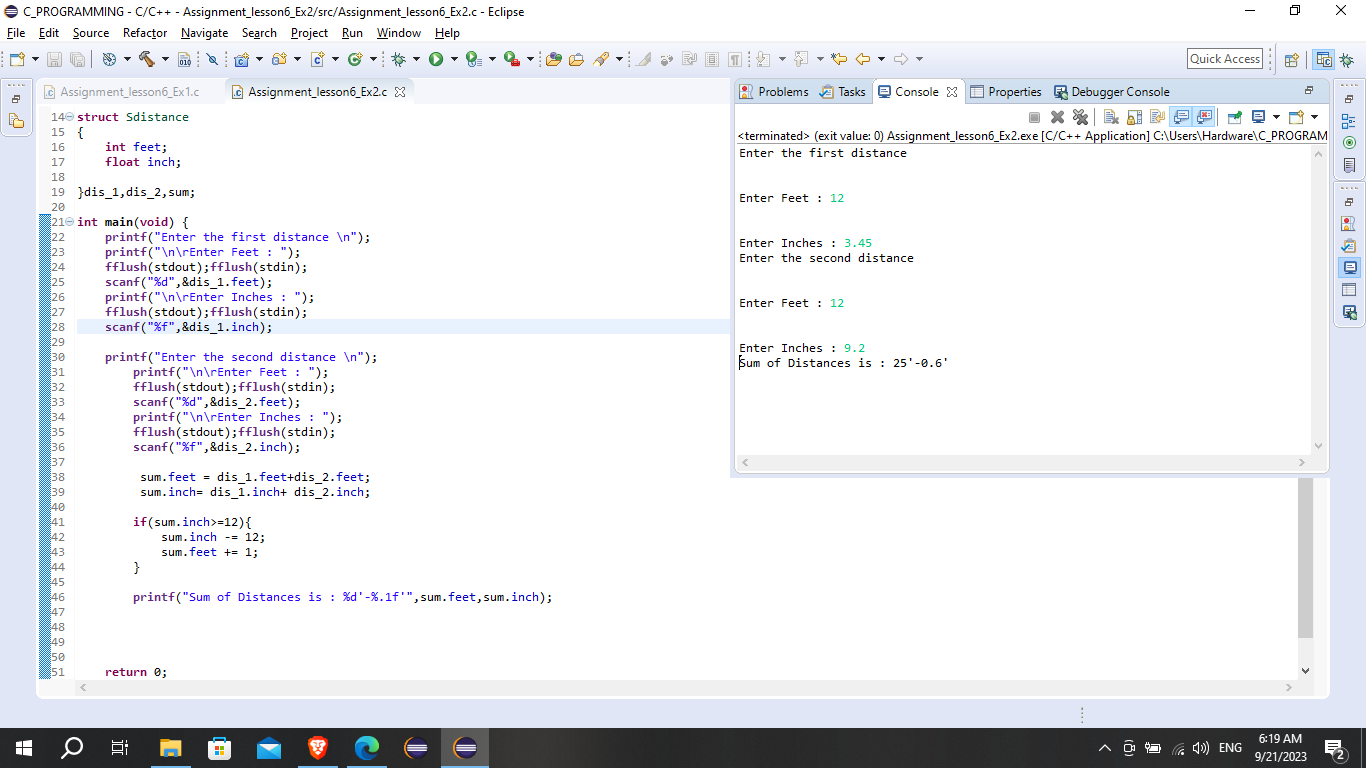 C_PROGRAMMING - C/C++ - Assignment_lesson6_Ex2/src/Assignment_lesson6_Ex2.c - Eclipse
File Edit Source Refactor Navigate Search Project Run Window Help
Quick Access
Assignment_lesson6_Ex1.c Assignment_lesson6_Ex2.c
14 struct Sdistance
15 {
16 int feet;
17 float inch;
18
19 }dis_1,dis_2,sum;
20
21 int main(void) {
22 printf("Enter the first distance \n");
23 printf("\n\rEnter Feet : ");
24 fflush(stdout);fflush(stdin);
25 scanf("%d",&dis_1.feet);
26 printf("\n\rEnter Inches : ");
27 fflush(stdout);fflush(stdin);
28 scanf("%f",&dis_1.inch);
29
30 printf("Enter the second distance \n");
31 printf("\n\rEnter Feet : ");
32 fflush(stdout);fflush(stdin);
33 scanf("%d",&dis_2.feet);
34 printf("\n\rEnter Inches : ");
35 fflush(stdout);fflush(stdin);
36 scanf("%f",&dis_2.inch);
37
38 sum.feet = dis_1.feet+dis_2.feet;
39 sum.inch= dis_1.inch+ dis_2.inch;
40
41 if(sum.inch>=12){
42 sum.inch -= 12;
43 sum.feet += 1;
44 }
45
46 printf("Sum of Distances is : %d'-%.1f'",sum.feet,sum.inch);
47
48
49
50
51 return 0;
Problems Tasks Console Properties Debugger Console
<terminated> (exit value: 0) Assignment_lesson6_Ex2.exe [C/C++ Application] C:\Users\Hardware\C_PROGRAM
Enter the first distance
Enter Feet : 12
Enter Inches : 3.45
Enter the second distance
Enter Feet : 12
Enter Inches : 9.2
Sum of Distances is : 25'-0.6'
ENG
6:19 AM
9/21/2023
2